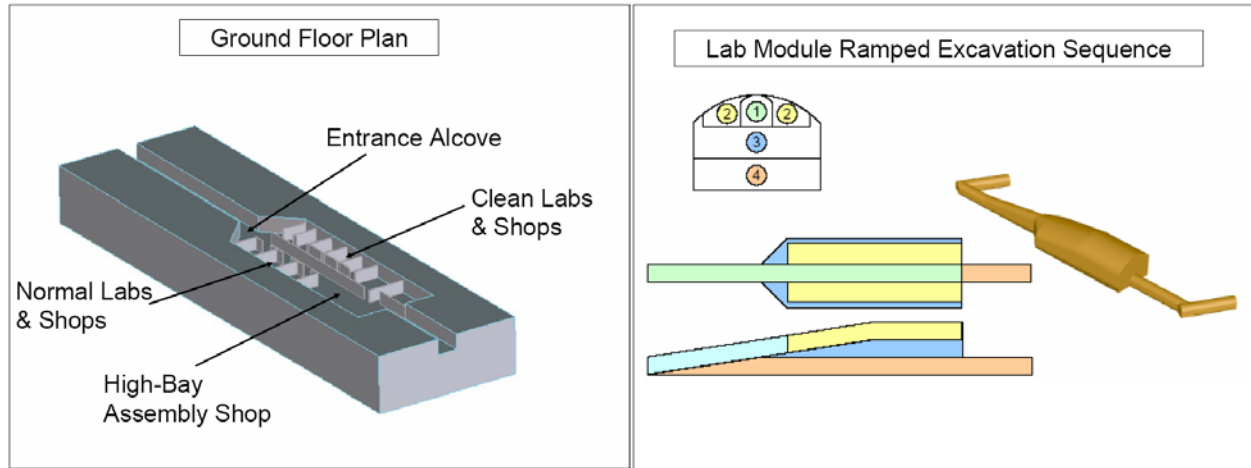 Ground Floor Plan
Entrance Alcove
Clean Labs
& Shops
Normal Labs
& Shops
High-Bay
Assembly Shop
Lab Module Ramped Excavation Sequence
2 1 2
3
4